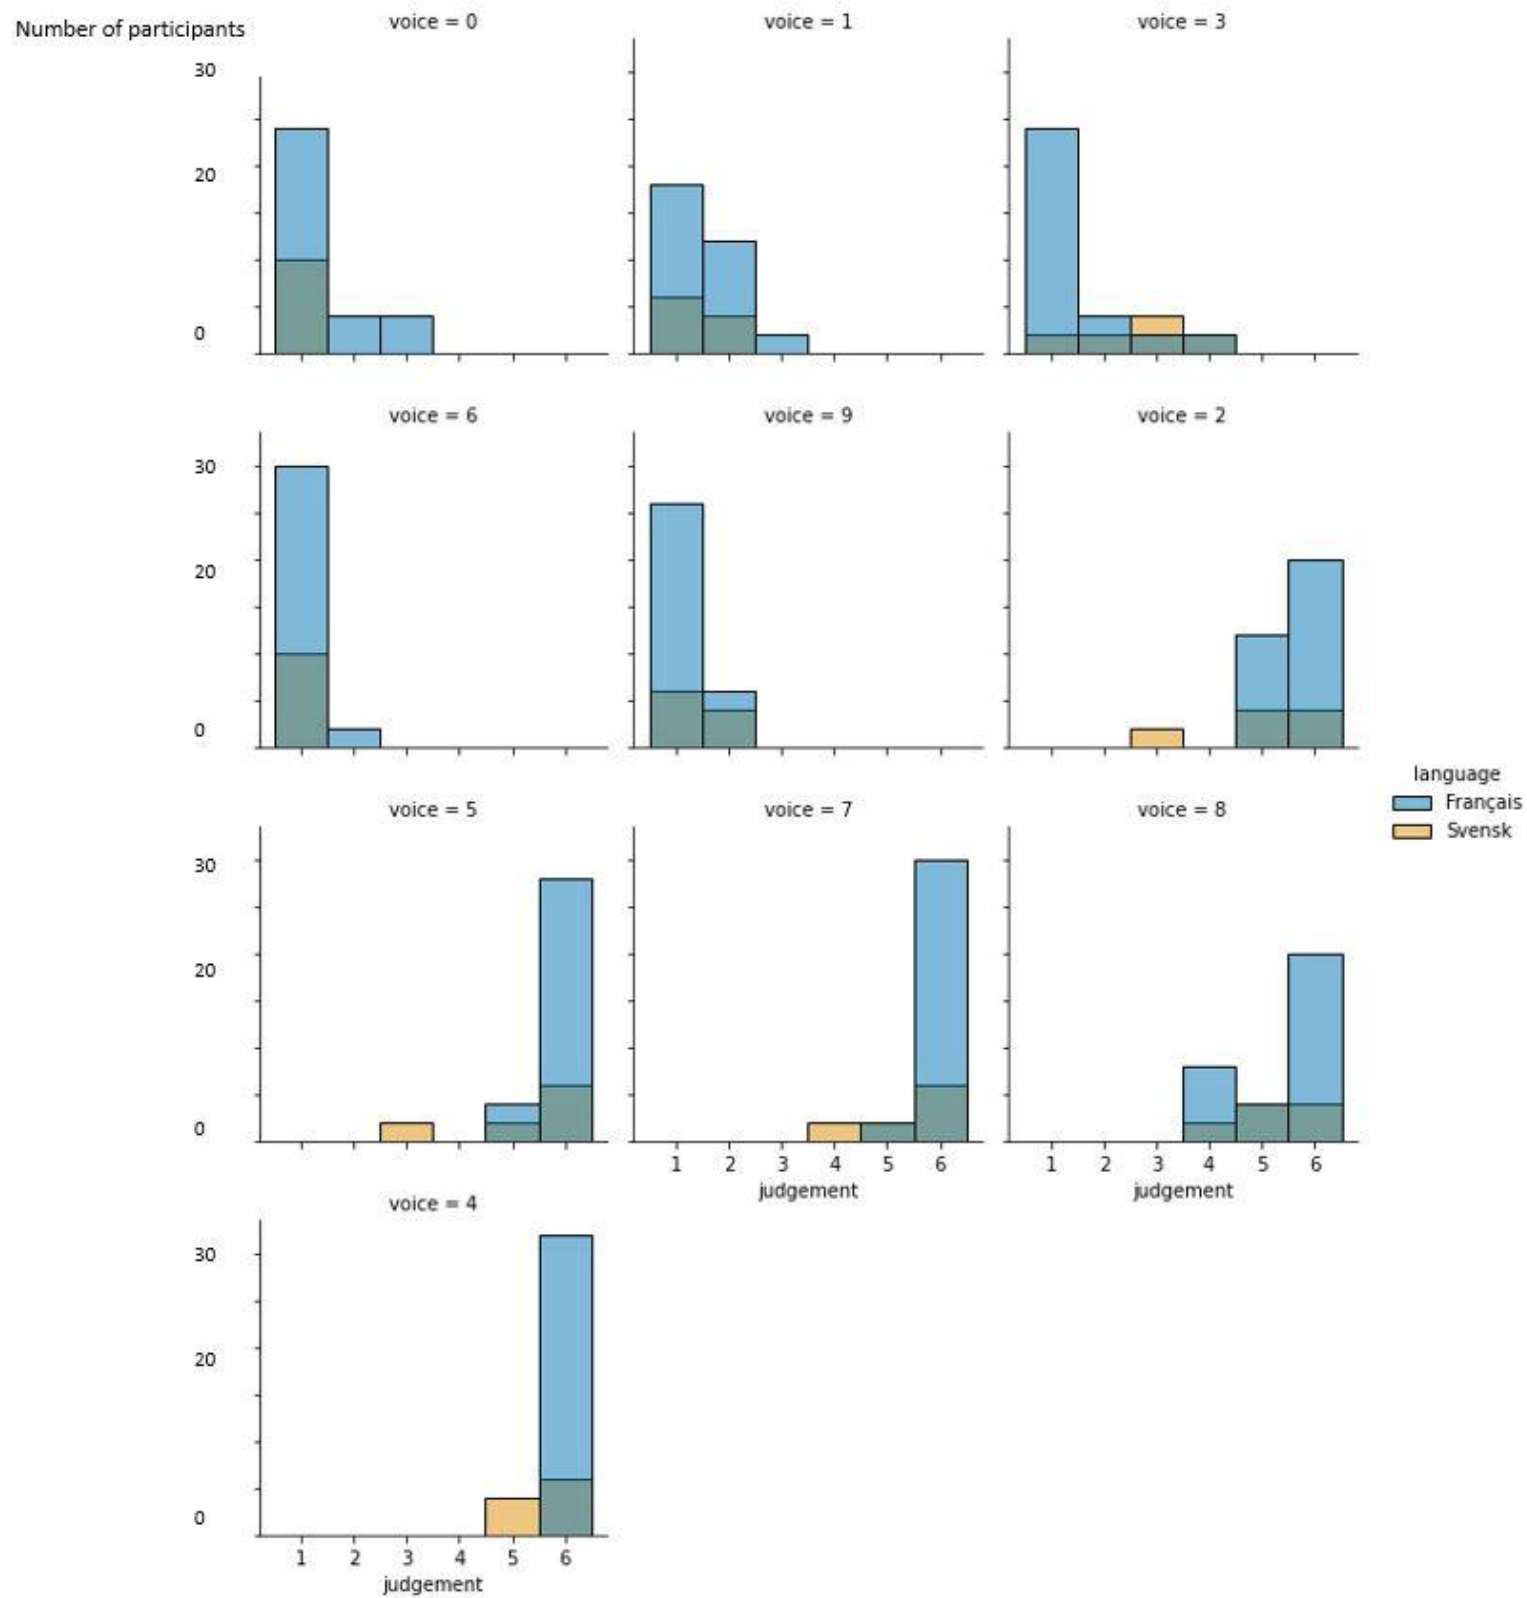 Number of participants
voice = 0
voice = 1
voice = 3
30
20
0
voice = 6
voice = 9
voice = 2
30
20
0
language
Français
Svensk
voice = 5
voice = 7
voice = 8
30
20
0
1 2 3 4 5 6
judgement
1 2 3 4 5 6
judgement
voice = 4
30
20
0
1 2 3 4 5 6
judgement